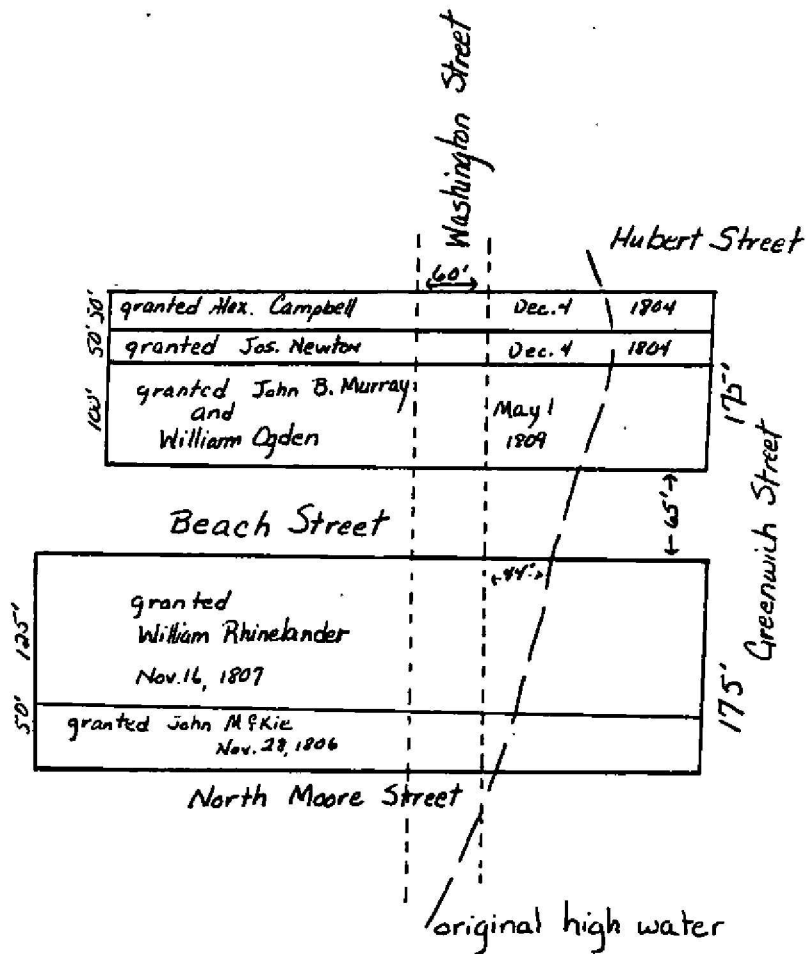 Washington Street
Hubert Street
60'
50'
granted Alex. Campbell Dec. 4 1804
50'
granted Jos. Newton Dec. 4 1804
100'
granted John B. Murray
and
William Ogden
May 1
1809
175'
65'
Greenwich Street
Beach Street
44'
125'
granted
William Rhinelander
Nov. 16, 1807
175'
50'
granted John McKie
Nov. 28, 1806
North Moore Street
original high water